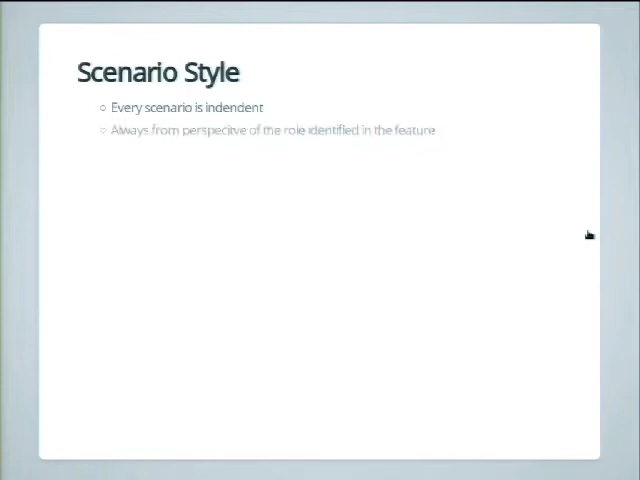 Scenario Style
Every scenario is indendent
Always from perspecitve of the role identified in the feature